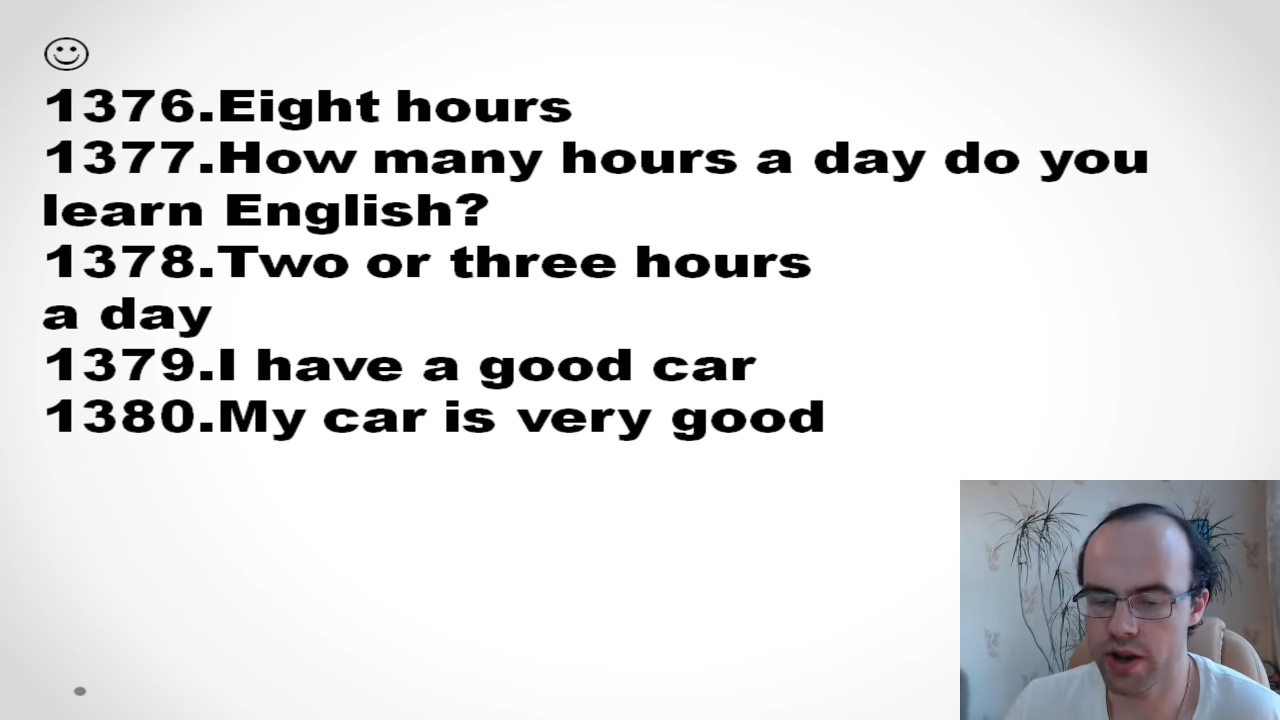 1376.Eight hours
1377.How many hours a day do you
learn English?
1378.Two or three hours
a day
1379.I have a good car
1380.My car is very good